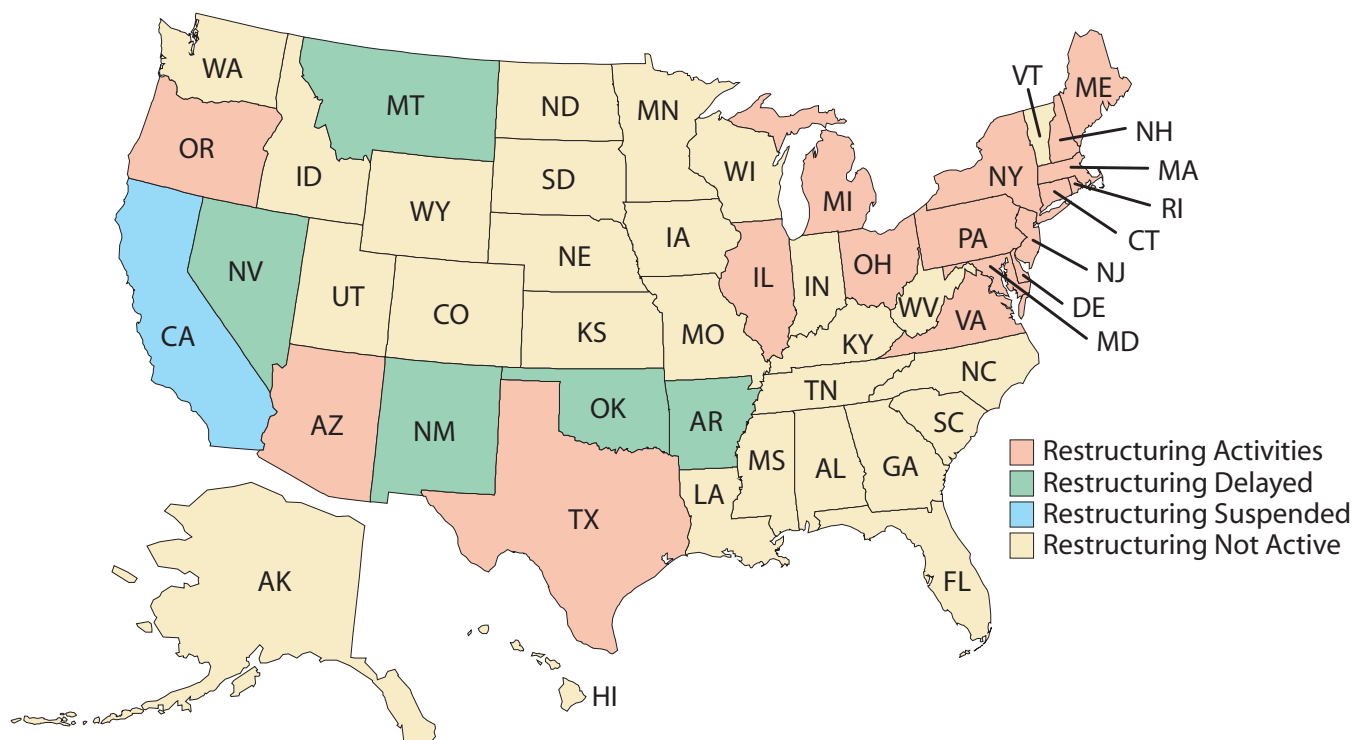 WA
MT
ND
MN
VT
ME
OR
ID
SD
WI
NH
MA
WY
MI
NY
RI
NV
UT
NE
IA
PA
CT
CO
IL
IN
OH
NJ
CA
KS
MO
WV
VA
DE
MD
KY
AZ
NM
OK
AR
TN
NC
SC
TX
LA
MS
AL
GA
Restructuring Activities
Restructuring Delayed
Restructuring Suspended
Restructuring Not Active
AK
FL
HI